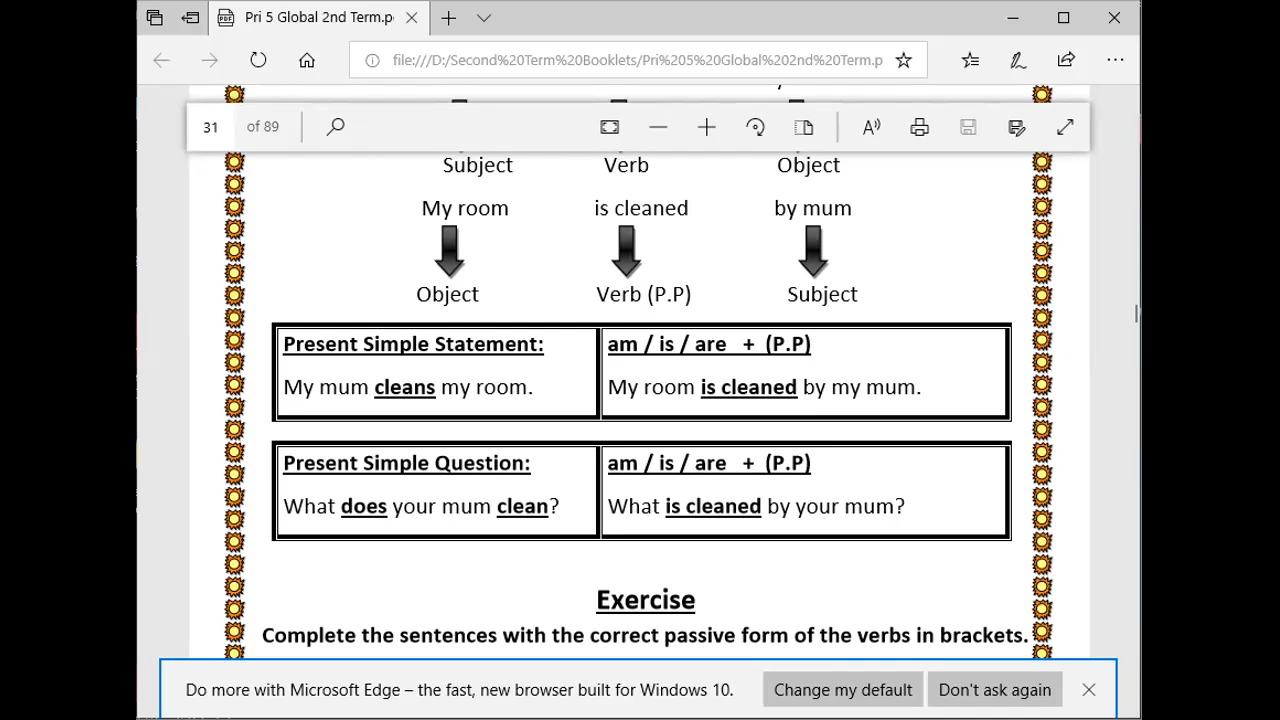 Pri 5 Global 2nd Term.p
file:///D:/Second%20Term%20Booklets/Pri%205%20Global%202nd%20Term.p
31 of 89
Subject Verb Object
My room is cleaned by mum
Object Verb (P.P) Subject
Present Simple Statement: am / is / are + (P.P)
My mum cleans my room. My room is cleaned by my mum.
Present Simple Question: am / is / are + (P.P)
What does your mum clean? What is cleaned by your mum?
Exercise
Complete the sentences with the correct passive form of the verbs in brackets.
Do more with Microsoft Edge – the fast, new browser built for Windows 10. Change my default Don't ask again